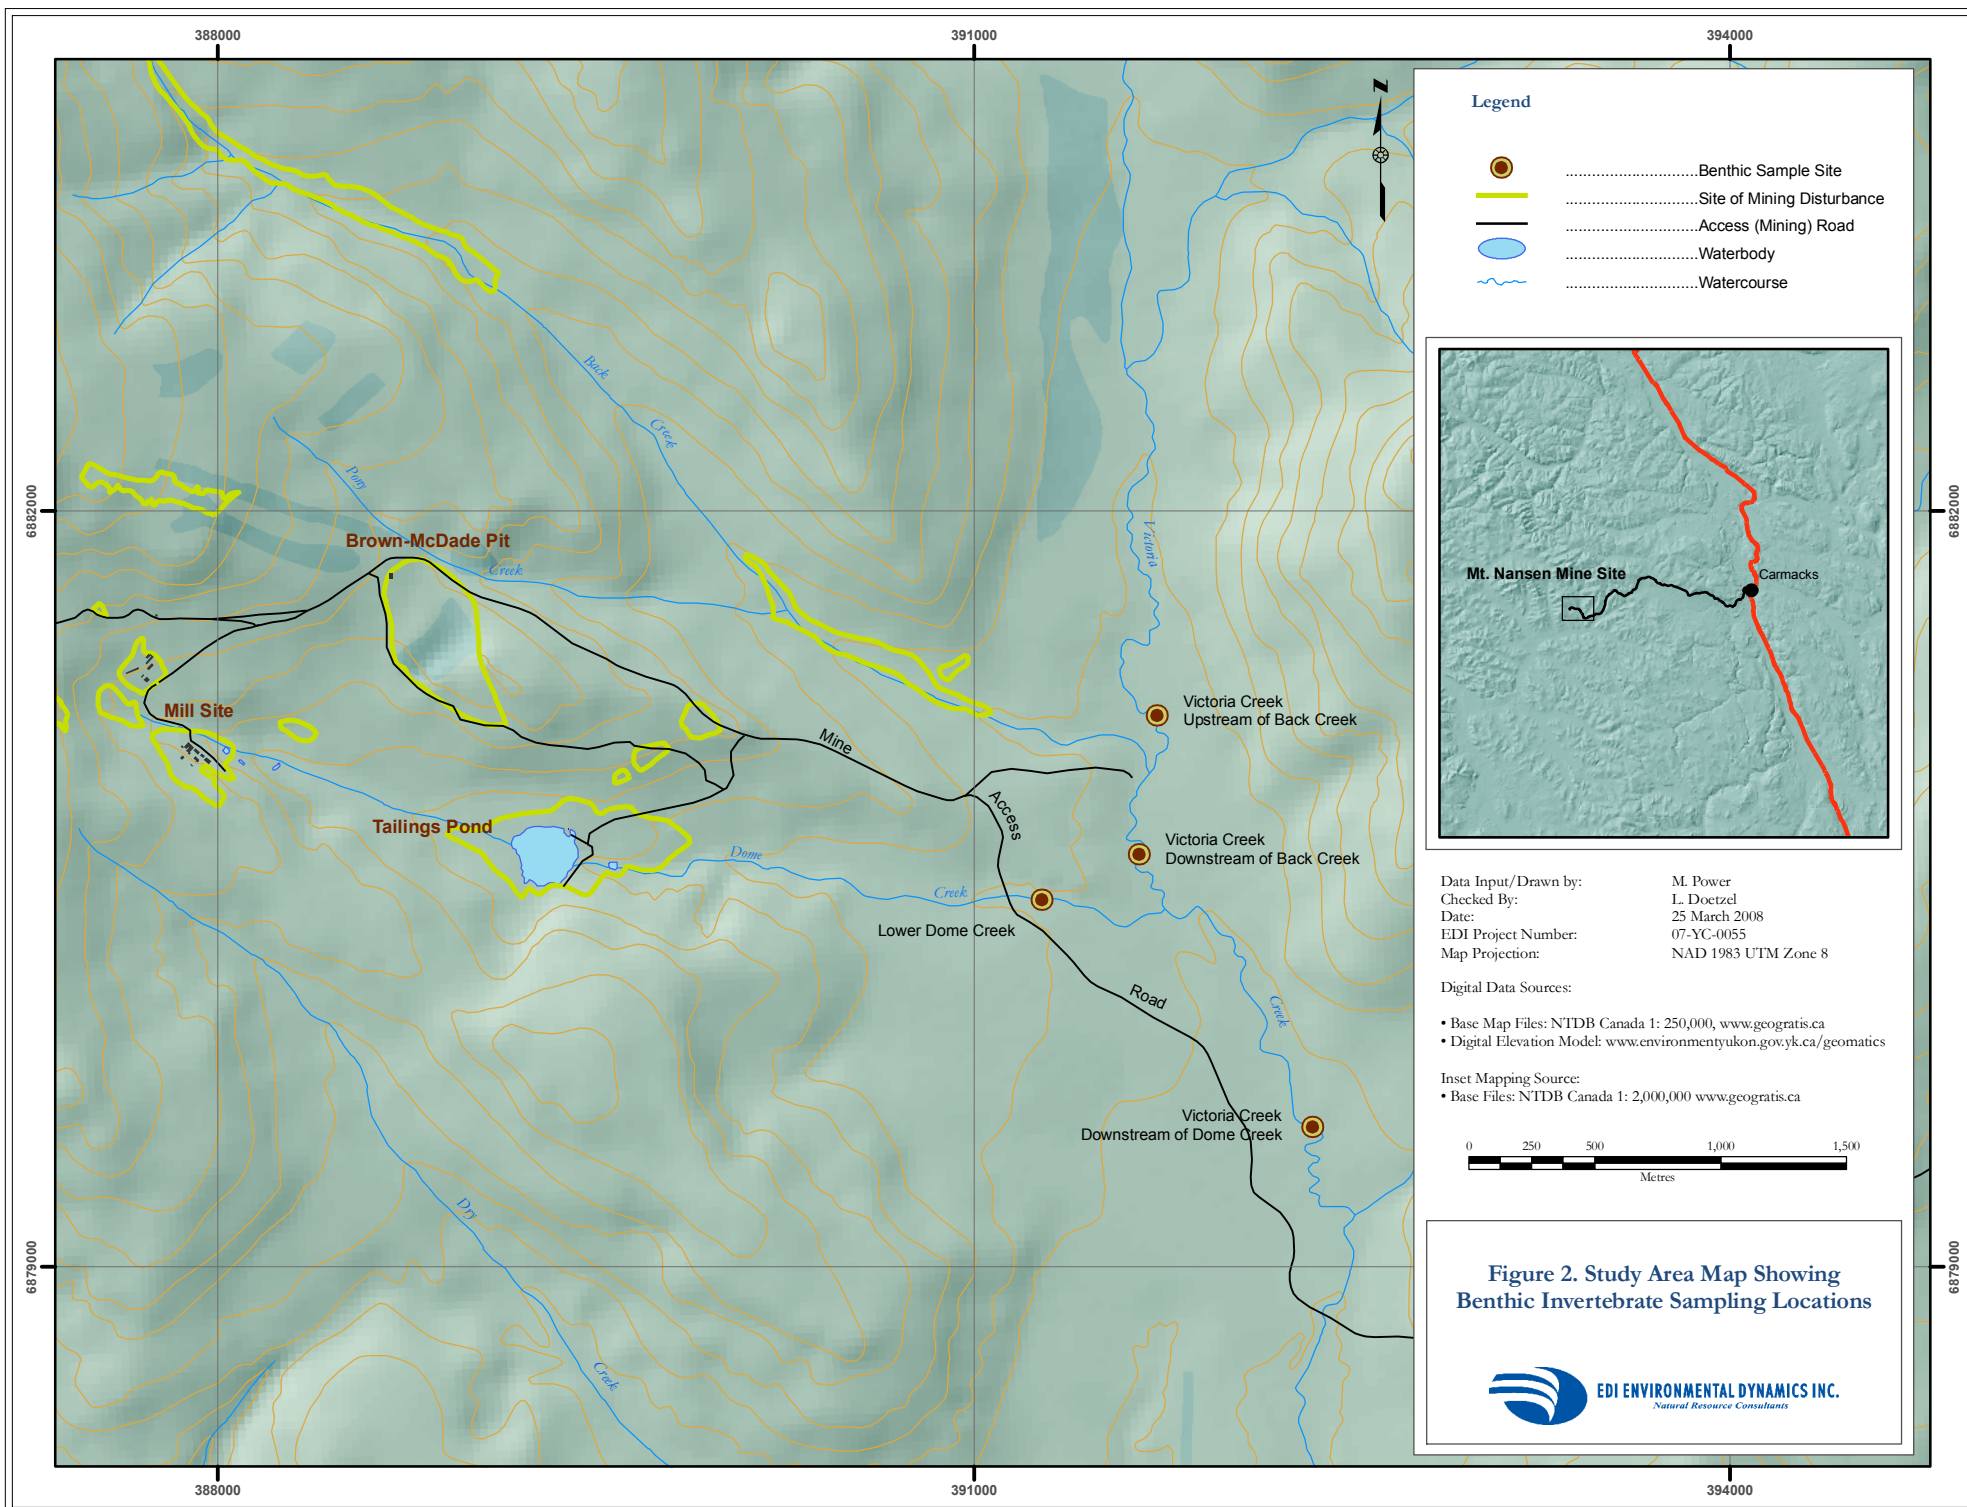 388000
391000
394000
Legend
..............................Benthic Sample Site
..............................Site of Mining Disturbance
..............................Access (Mining) Road
..............................Waterbody
..............................Watercourse
Back
Creek
Pony
Creek
6882000
6882000
Brown-McDade Pit
Victoria
Mt. Nansen Mine Site
Carmacks
Mill Site
Victoria Creek
Upstream of Back Creek
Mine
Access
Road
Tailings Pond
Dome
Creek
Victoria Creek
Downstream of Back Creek
Lower Dome Creek
Creek
Victoria Creek
Downstream of Dome Creek
Dry
Creek
Data Input/Drawn by: M. Power
Checked By: L. Doetzel
Date: 25 March 2008
EDI Project Number: 07-YC-0055
Map Projection: NAD 1983 UTM Zone 8
Digital Data Sources:
• Base Map Files: NTDB Canada 1: 250,000, www.geogratis.ca
• Digital Elevation Model: www.environmentyukon.gov.yk.ca/geomatics
Inset Mapping Source:
• Base Files: NTDB Canada 1: 2,000,000 www.geogratis.ca
0 250 500 1,000 1,500
Metres
6879000
6879000
Figure 2. Study Area Map Showing
Benthic Invertebrate Sampling Locations
EDI ENVIRONMENTAL DYNAMICS INC.
Natural Resource Consultants
388000
391000
394000
N